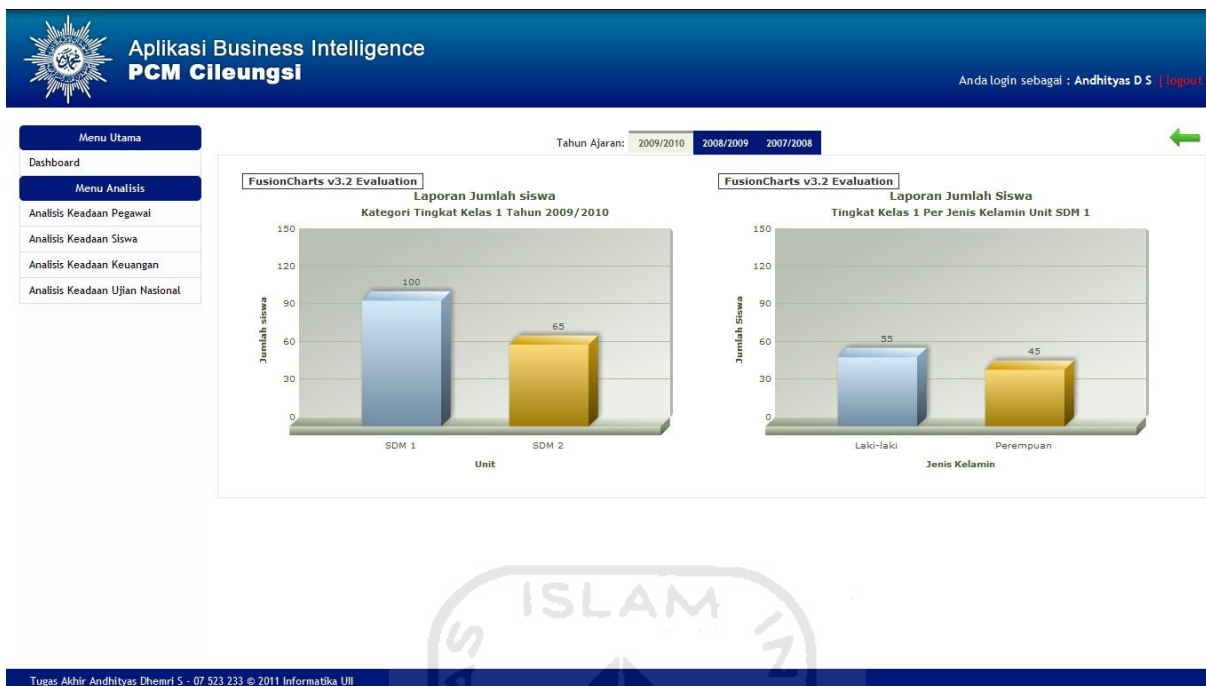 Aplikasi Business Intelligence
PCM Cileungsi
Anda login sebagai : Andhityas D S [ logout
Menu Utama
Dashboard
Menu Analisis
Analisis Keadaan Pegawai
Analisis Keadaan Siswa
Analisis Keadaan Keuangan
Analisis Keadaan Ujian Nasional
Tahun Ajaran: 2009/2010 2008/2009 2007/2008
FusionCharts v3.2 Evaluation
Laporan Jumlah siswa
Kategori Tingkat Kelas 1 Tahun 2009/2010
150
120
90
60
30
0
Jumlah siswa
100
65
SDM 1 SDM 2
Unit
FusionCharts v3.2 Evaluation
Laporan Jumlah Siswa
Tingkat Kelas 1 Per Jenis Kelamin Unit SDM 1
150
120
90
60
30
0
Jumlah Siswa
55
45
Laki-laki Perempuan
Jenis Kelamin
ISLAM
Tugas Akhir Andhityas Dhemri S - 07 523 233 © 2011 Informatika UII